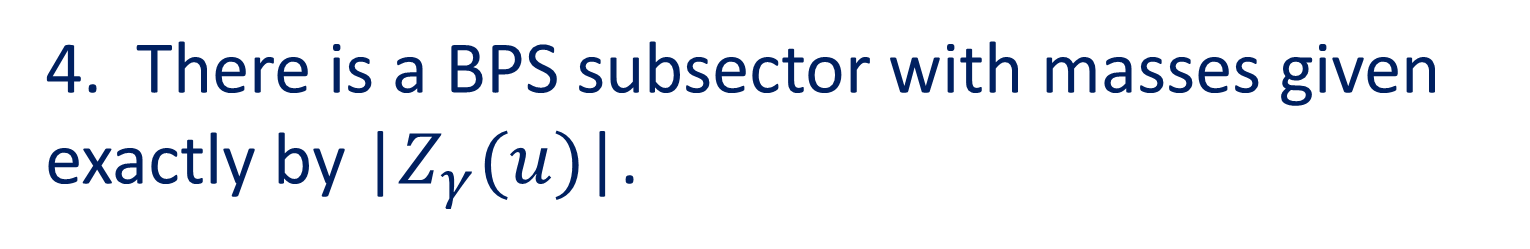 4. There is a BPS subsector with masses given
exactly by |Z_γ(u)|.